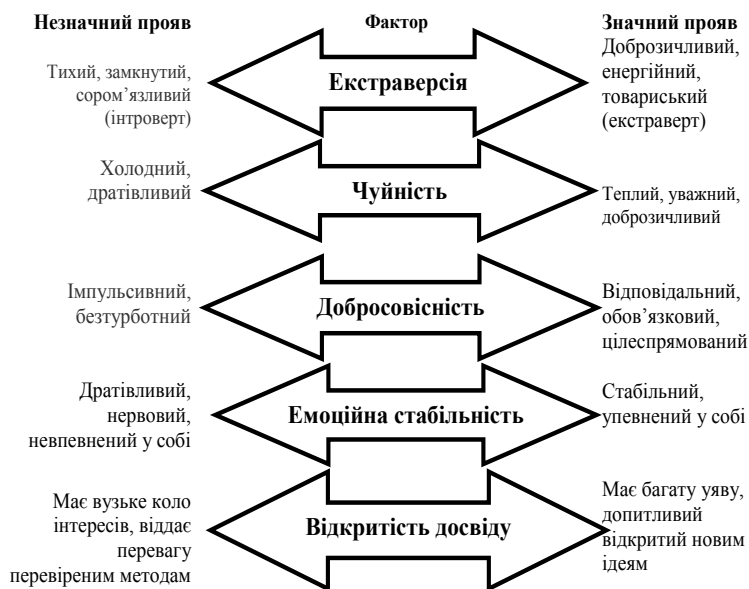 Незначний прояв
Фактор
Значний прояв
Тихий, замкнутий,
сором’язливий
(інтроверт)
Екстраверсія
Доброзичливий,
енергійний,
товариський
(екстраверт)
Холодний,
дратівливий
Чуйність
Теплий, уважний,
доброзичливий
Імпульсивний,
безтурботний
Добросовісність
Відповідальний,
обов’язковий,
цілеспрямований
Дратівливий,
нервовий,
невпевнений у собі
Емоційна стабільність
Стабільний,
упевнений у собі
Має вузьке коло
інтересів, віддає
перевагу
перевіреним методам
Відкритість досвіду
Має багату уяву,
допитливий
відкритий новим
ідеям